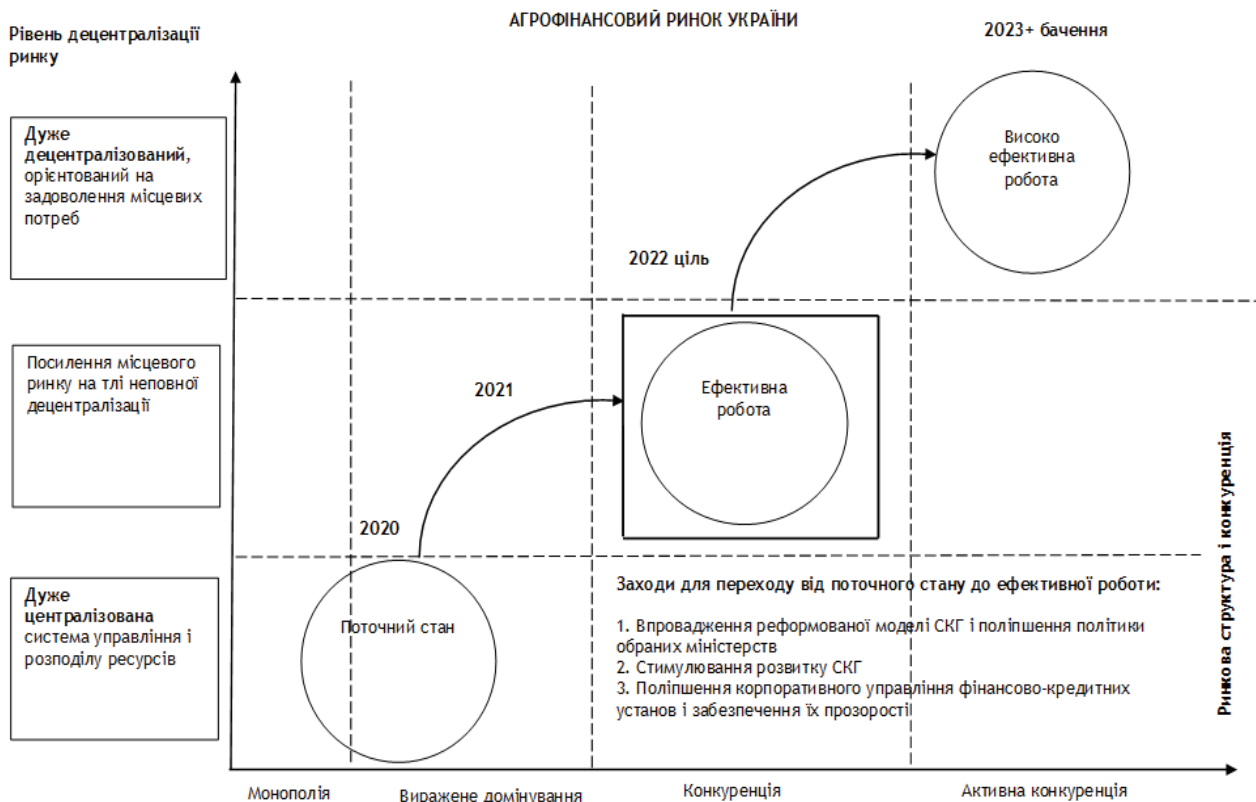 АГРОФІНАНСОВИЙ РИНОК УКРАЇНИ
Рівень децентралізації
ринку
2023+ бачення
Дуже
децентралізований,
орієнтований на
задоволення місцевих
потреб
Високо
ефективна
робота
2022 ціль
Посилення місцевого
ринку на тлі неповної
децентралізації
2021
Ефективна
робота
2020
Дуже
централізована
система управління і
розподілу ресурсів
Поточний стан
Заходи для переходу від поточного стану до ефективної роботи:
1. Впровадження реформованої моделі СКГ і поліпшення політики
обраних міністерств
2. Стимулювання розвитку СКГ
3. Поліпшення корпоративного управління фінансово-кредитних
установ і забезпечення їх прозорості
Ринкова структура і конкуренція
Монополія
Виражене домінування
Конкуренція
Активна конкуренція